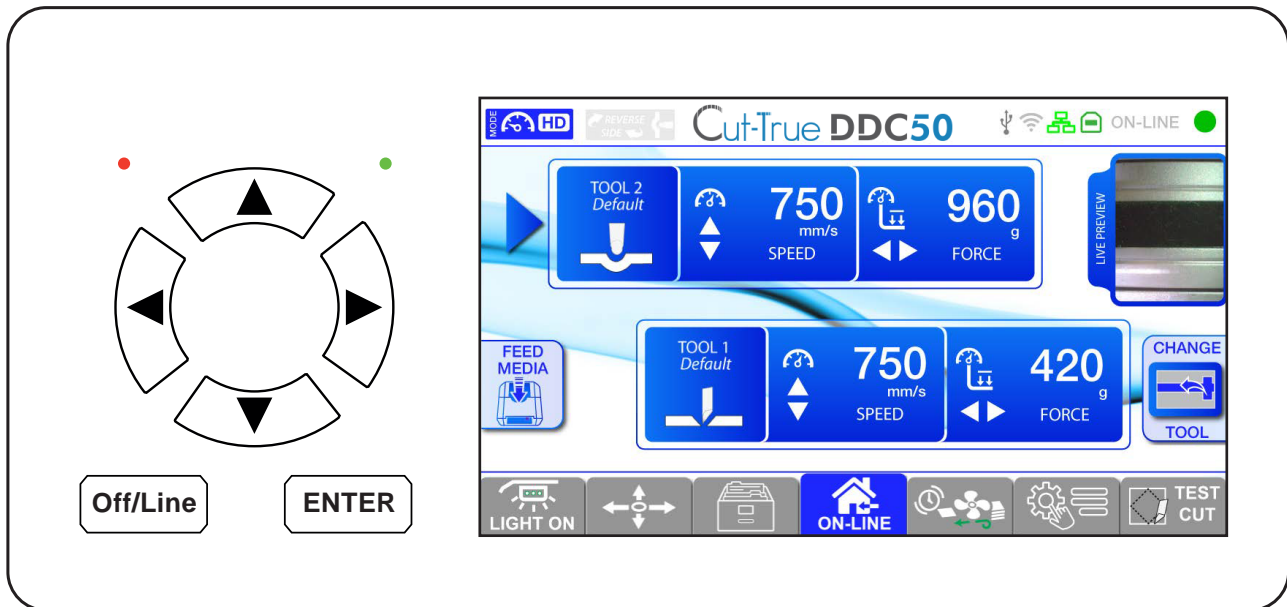 MODE
HD
REVERSE
SIDE
Cut-True DDC50
ON-LINE
TOOL 2
Default
750
mm/s
SPEED
960
g
FORCE
LIVE PREVIEW
FEED
MEDIA
TOOL 1
Default
750
mm/s
SPEED
420
g
FORCE
CHANGE
TOOL
Off/Line
ENTER
LIGHT ON
ON-LINE
TEST
CUT